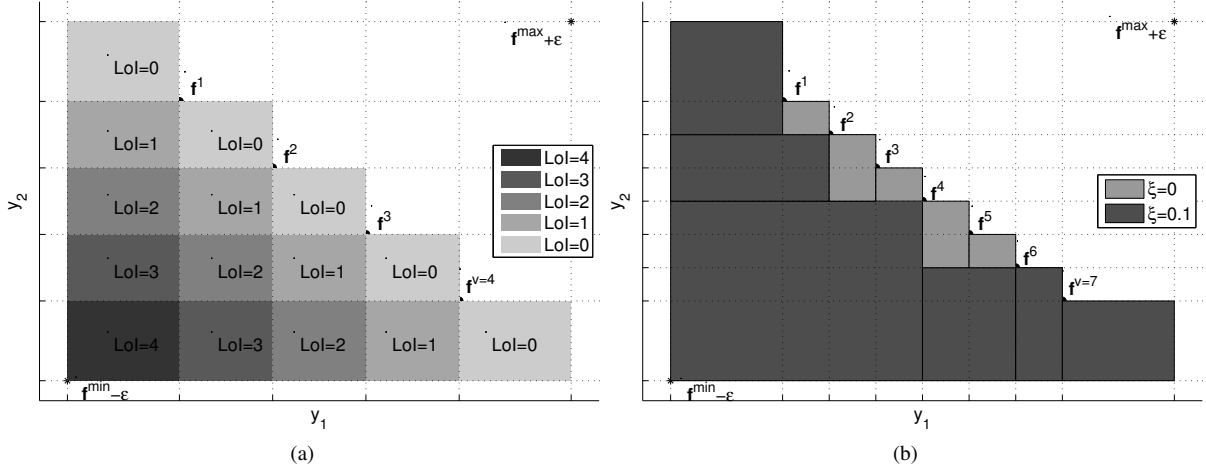 f^max+ε
LoI=0
f^1
LoI=1
LoI=0
f^2
LoI=2
LoI=1
LoI=0
f^3
LoI=3
LoI=2
LoI=1
LoI=0
f^v=4
LoI=4
LoI=3
LoI=2
LoI=1
LoI=0
f^min−ε
y_2
y_1
LoI=4
LoI=3
LoI=2
LoI=1
LoI=0
(a)
f^max+ε
f^1
f^2
f^3
f^4
f^5
f^6
f^v=7
f^min−ε
y_2
y_1
ξ=0
ξ=0.1
(b)